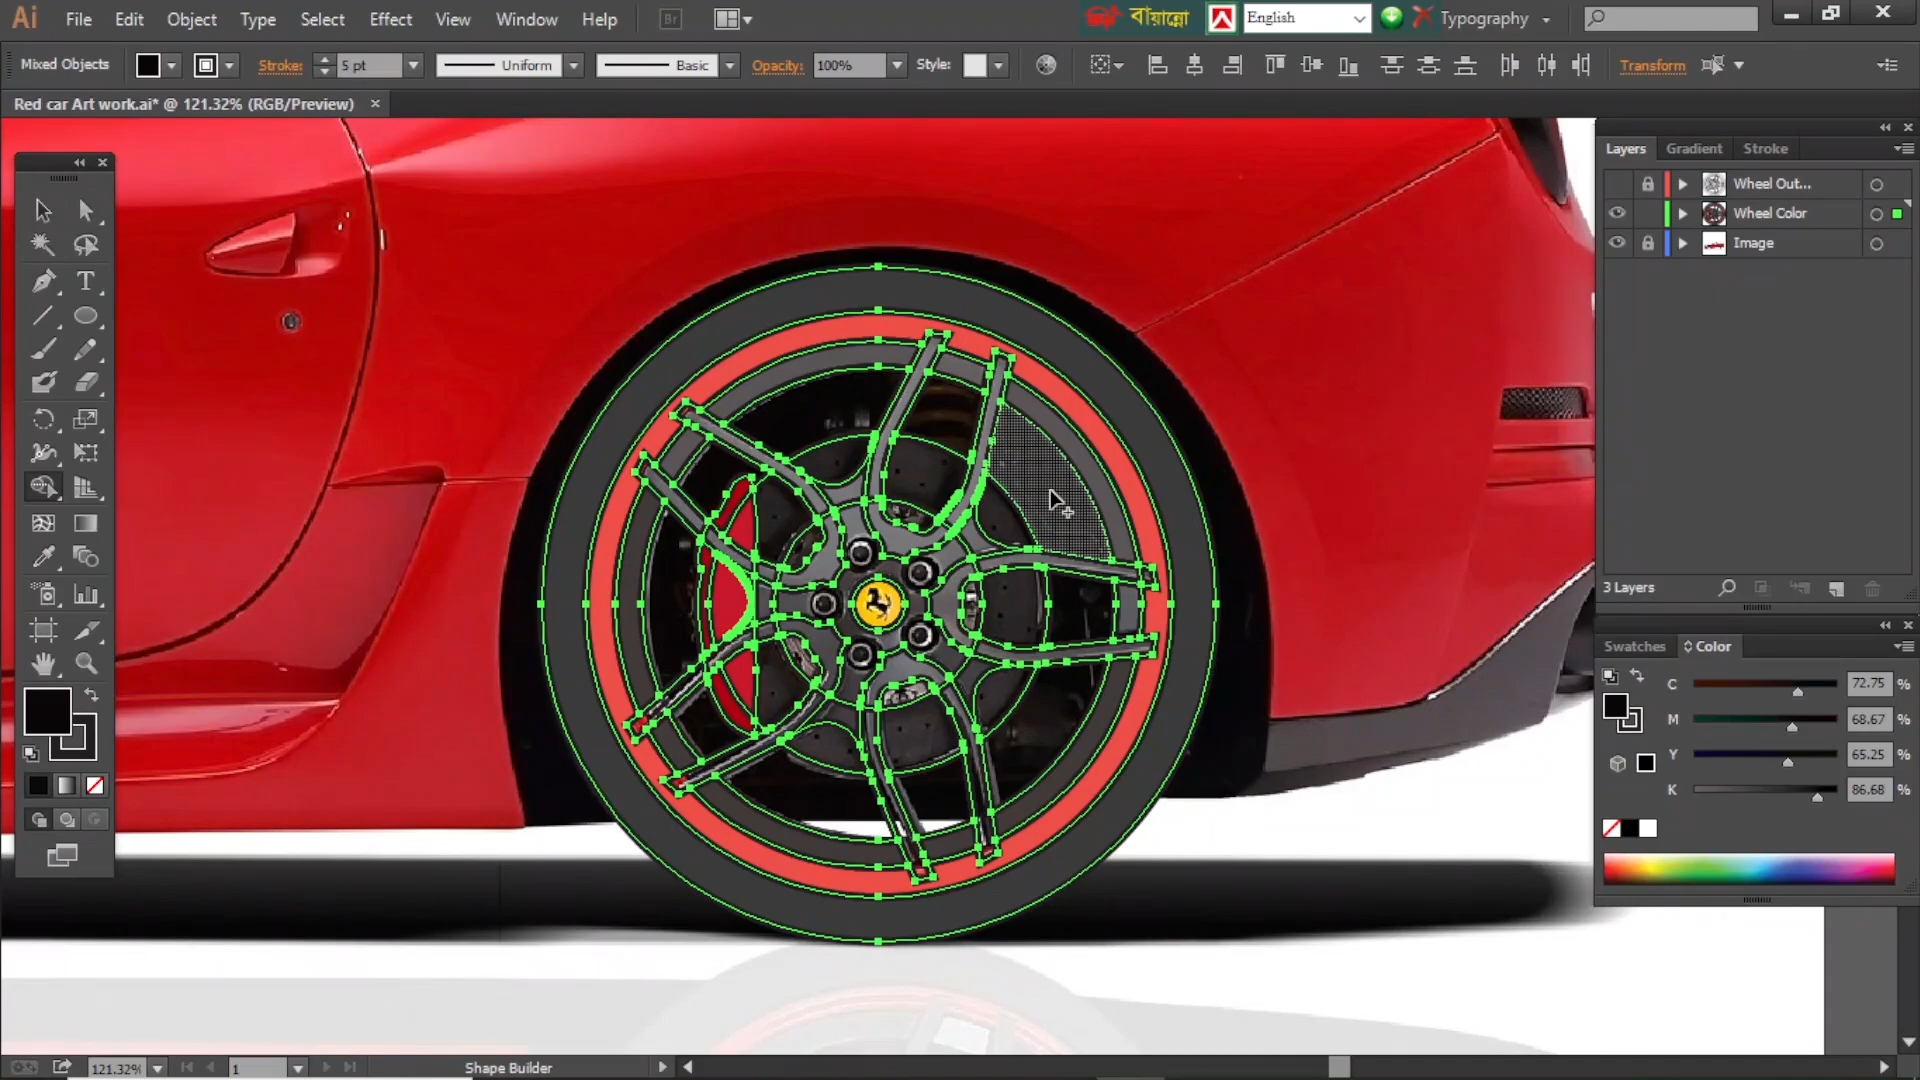 Ai File Edit Object Type Select Effect View Window Help Br বায়ান্নো English Typography
Mixed Objects Stroke: 5 pt Uniform Basic Opacity: 100% Style: Transform
Red car Art work.ai* @ 121.32% (RGB/Preview)
Layers Gradient Stroke
Wheel Out...
Wheel Color
Image
3 Layers
Swatches Color
C 72.75 %
M 68.67 %
Y 65.25 %
K 86.68 %
121.32% 1 Shape Builder